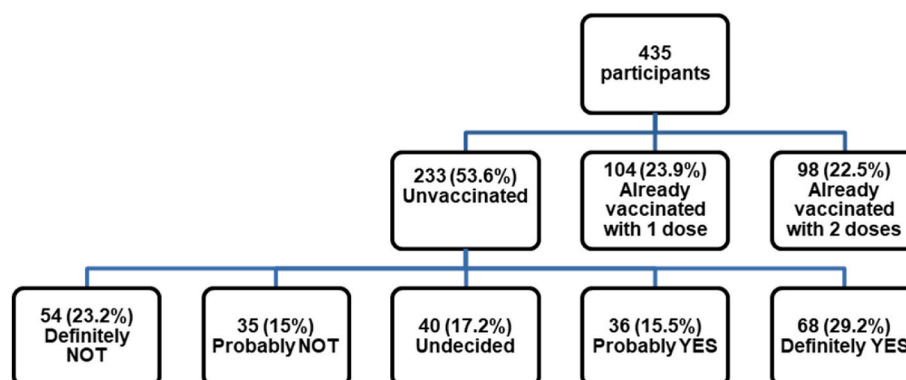 435
participants
233 (53.6%)
Unvaccinated
104 (23.9%)
Already
vaccinated
with 1 dose
98 (22.5%)
Already
vaccinated
with 2 doses
54 (23.2%)
Definitely
NOT
35 (15%)
Probably NOT
40 (17.2%)
Undecided
36 (15.5%)
Probably YES
68 (29.2%)
Definitely YES